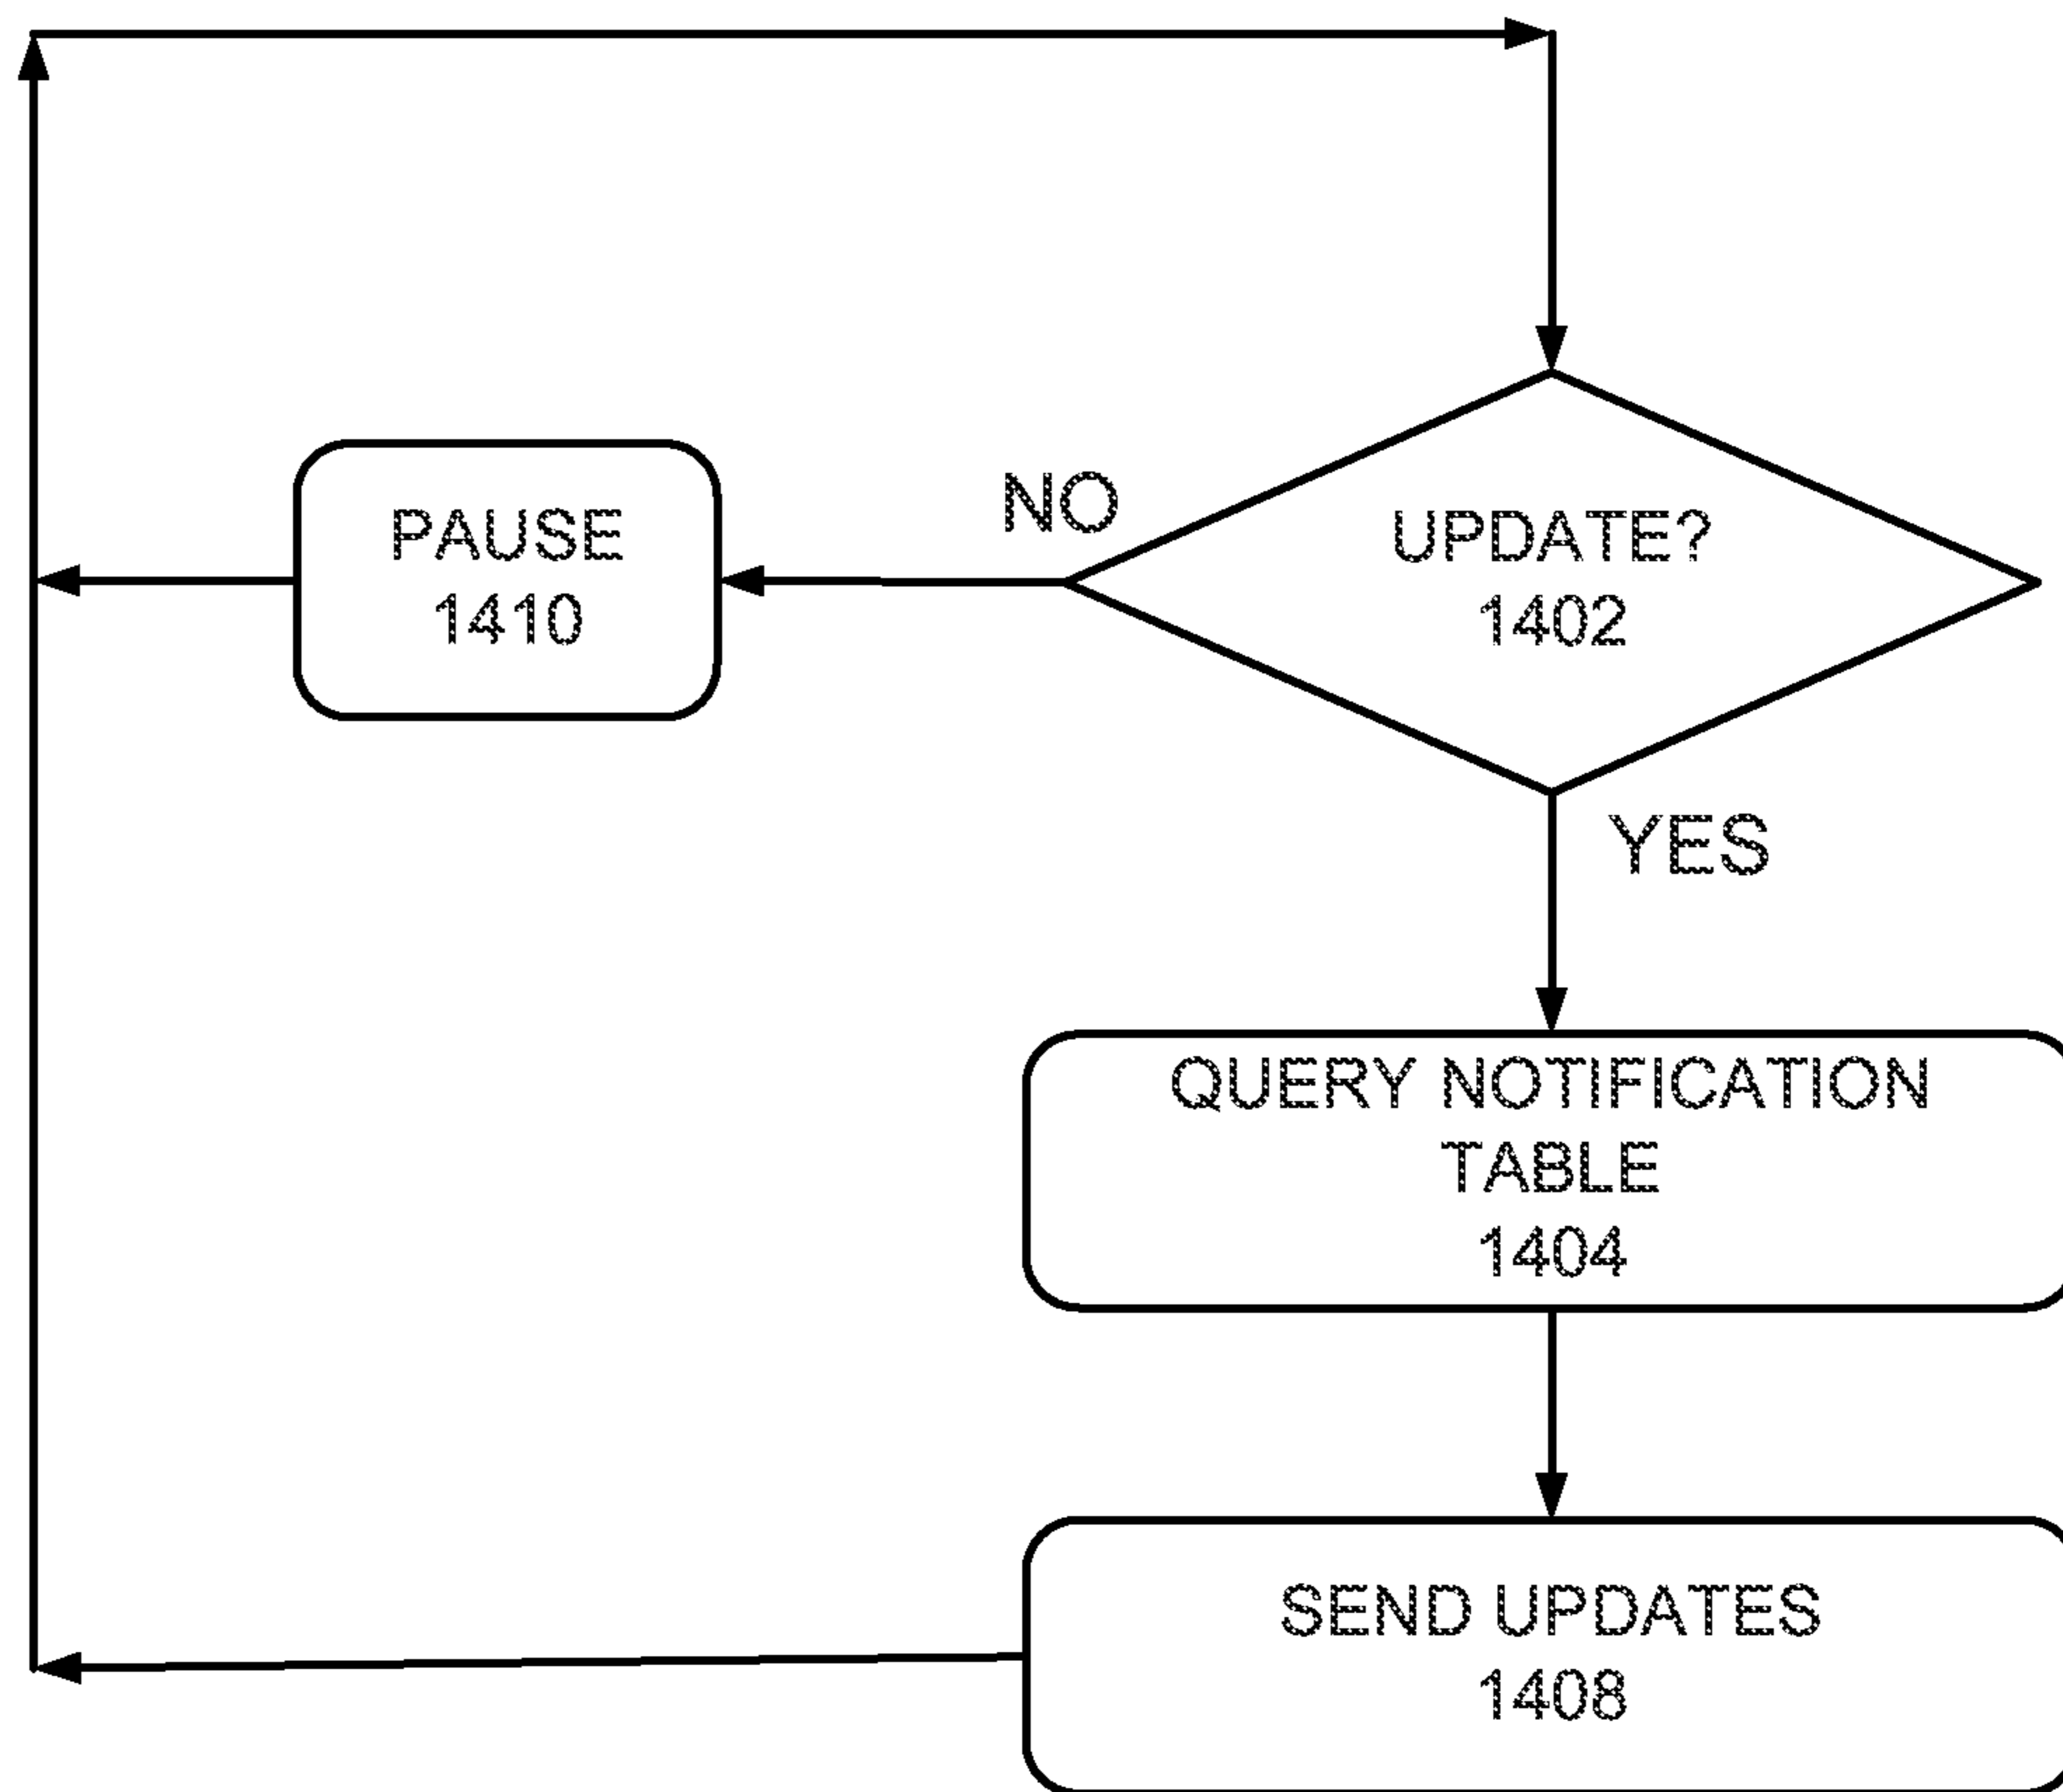 NO
PAUSE
1410
UPDATE?
1402
YES
QUERY NOTIFICATION
TABLE
1404
SEND UPDATES
1408